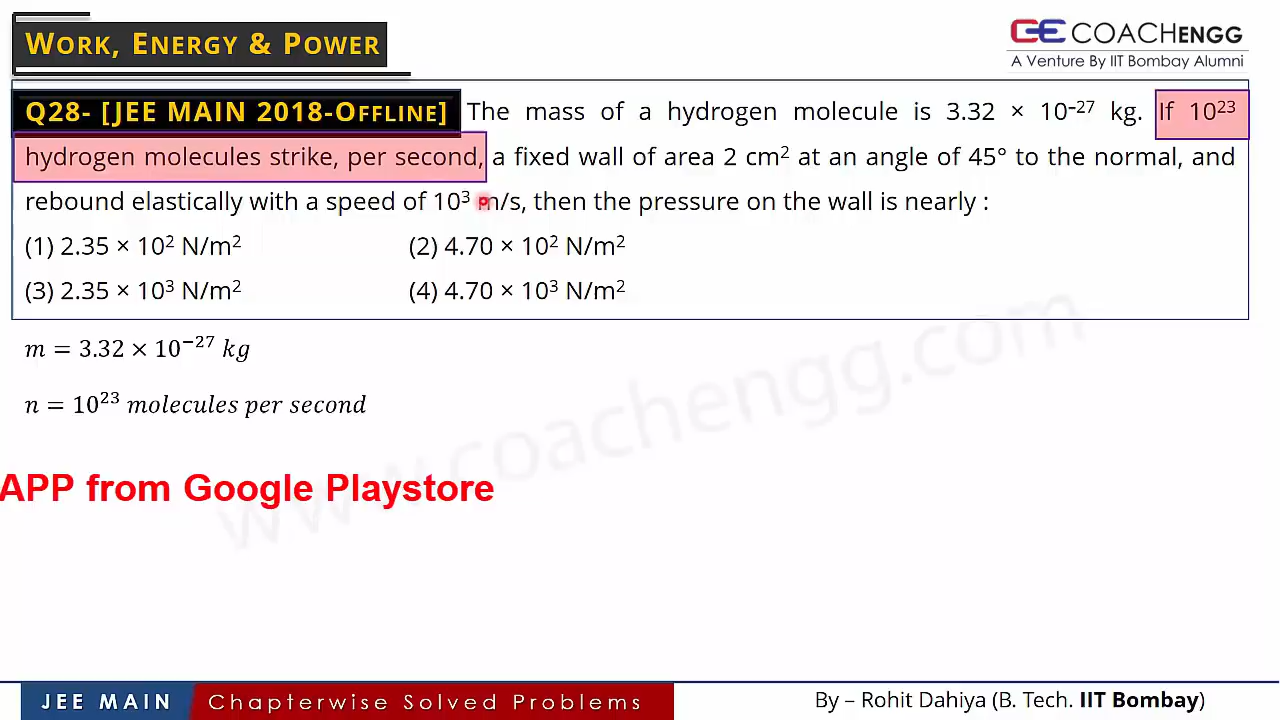 WORK, ENERGY & POWER
CE COACHENGG
A Venture By IIT Bombay Alumni
Q28- [JEE MAIN 2018-OFFLINE] The mass of a hydrogen molecule is 3.32 × 10⁻²⁷ kg. If 10²³
hydrogen molecules strike, per second, a fixed wall of area 2 cm² at an angle of 45° to the normal, and
rebound elastically with a speed of 10³ m/s, then the pressure on the wall is nearly :
(1) 2.35 × 10² N/m² (2) 4.70 × 10² N/m²
(3) 2.35 × 10³ N/m² (4) 4.70 × 10³ N/m²
m = 3.32 × 10⁻²⁷ kg
n = 10²³ molecules per second
www.coachengg.com
APP from Google Playstore
JEE MAIN Chapterwise Solved Problems By – Rohit Dahiya (B. Tech. IIT Bombay)